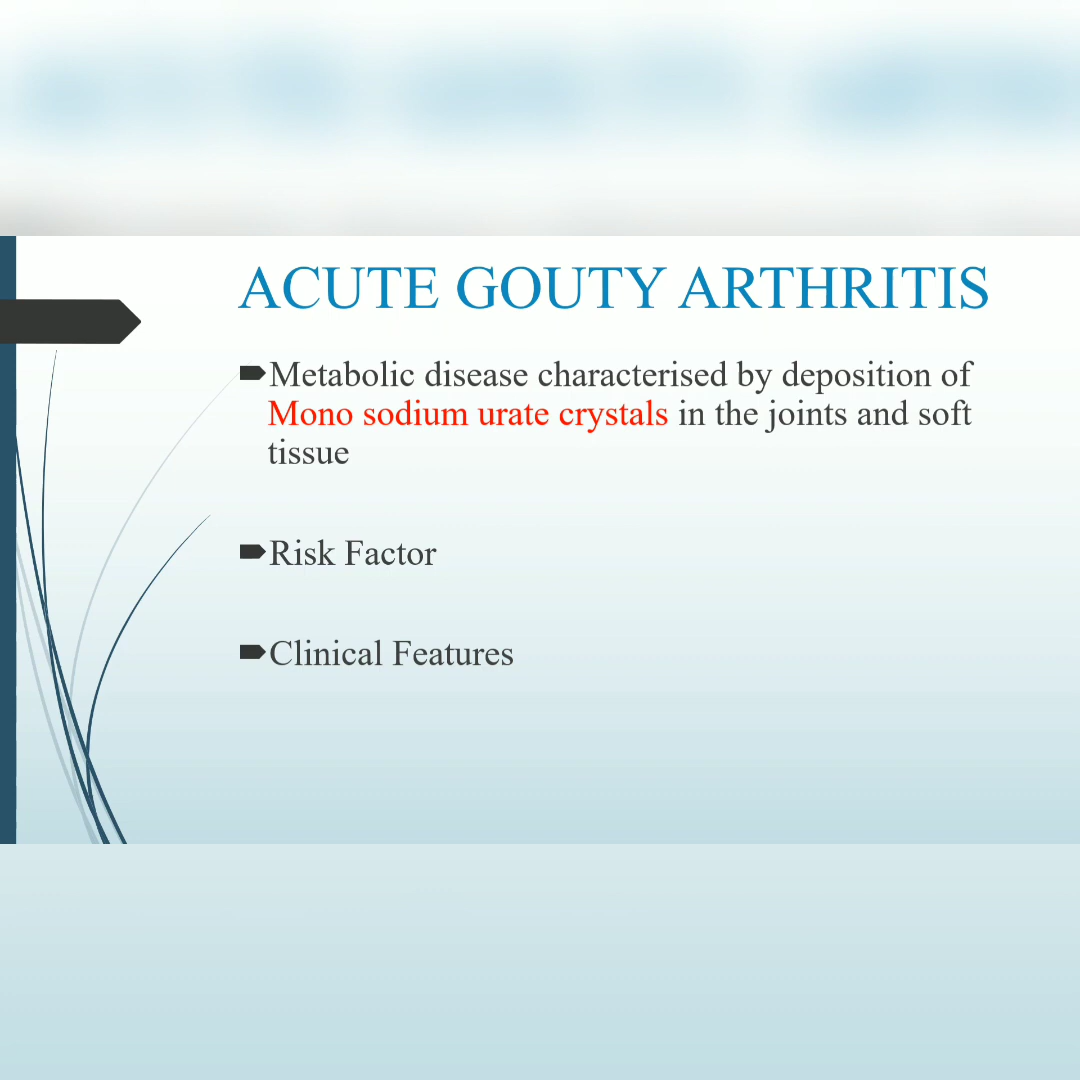 ACUTE GOUTY ARTHRITIS
Metabolic disease characterised by deposition of
Mono sodium urate crystals in the joints and soft
tissue
Risk Factor
Clinical Features